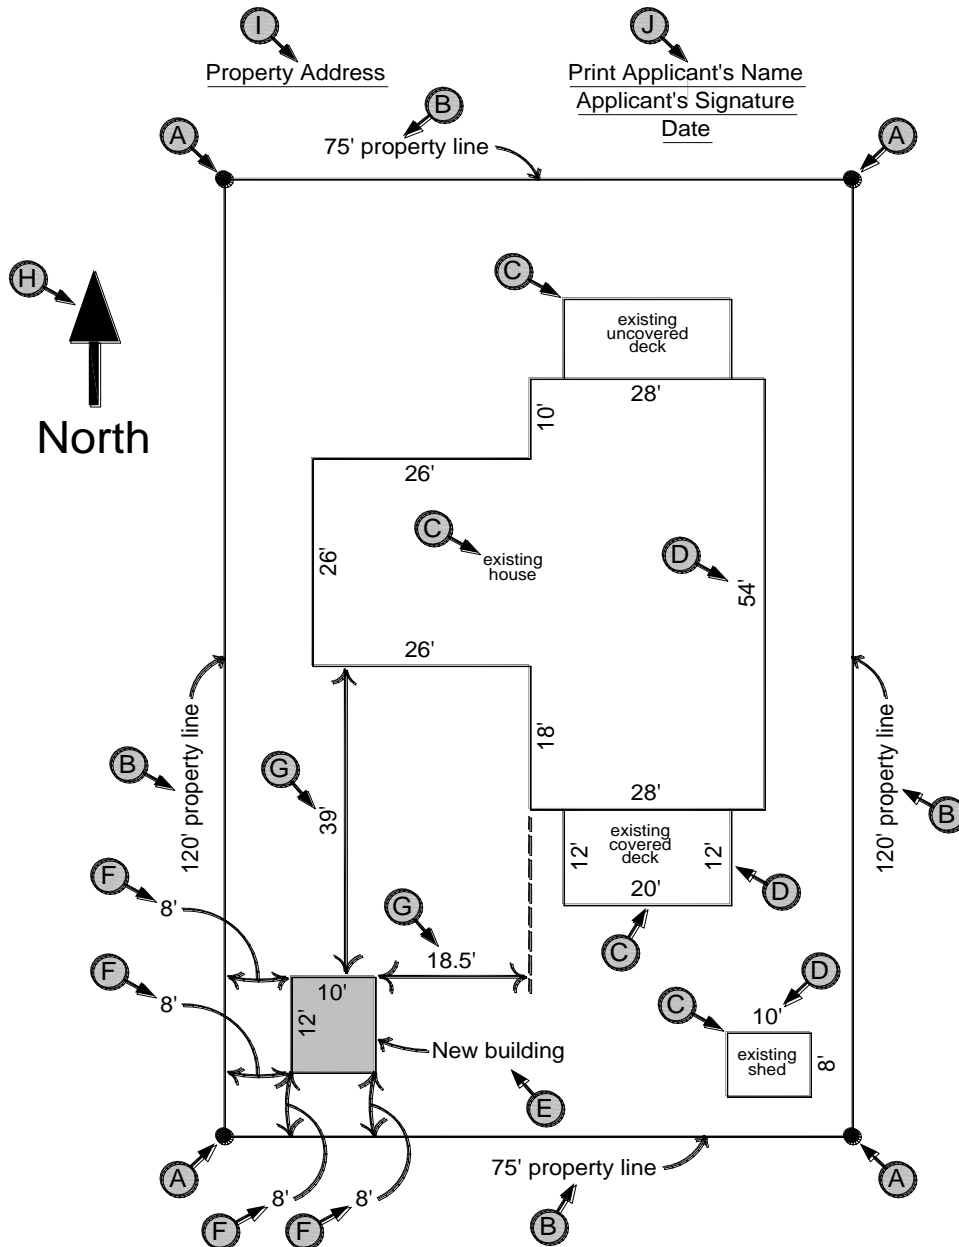 I
J
Property Address
Print Applicant's Name
Applicant's Signature
Date
B
A
75' property line
A
H
North
C
existing
uncovered
deck
28'
10'
26'
C
existing
house
26'
D
54'
26'
18'
28'
B
120' property line
G
39'
existing
covered
deck
12'
12'
20'
D
C
120' property line
B
F
8'
G
18.5'
F
8'
10'
12'
New building
E
D
C
10'
existing
shed
8'
A
75' property line
B
A
F
8'
F
8'